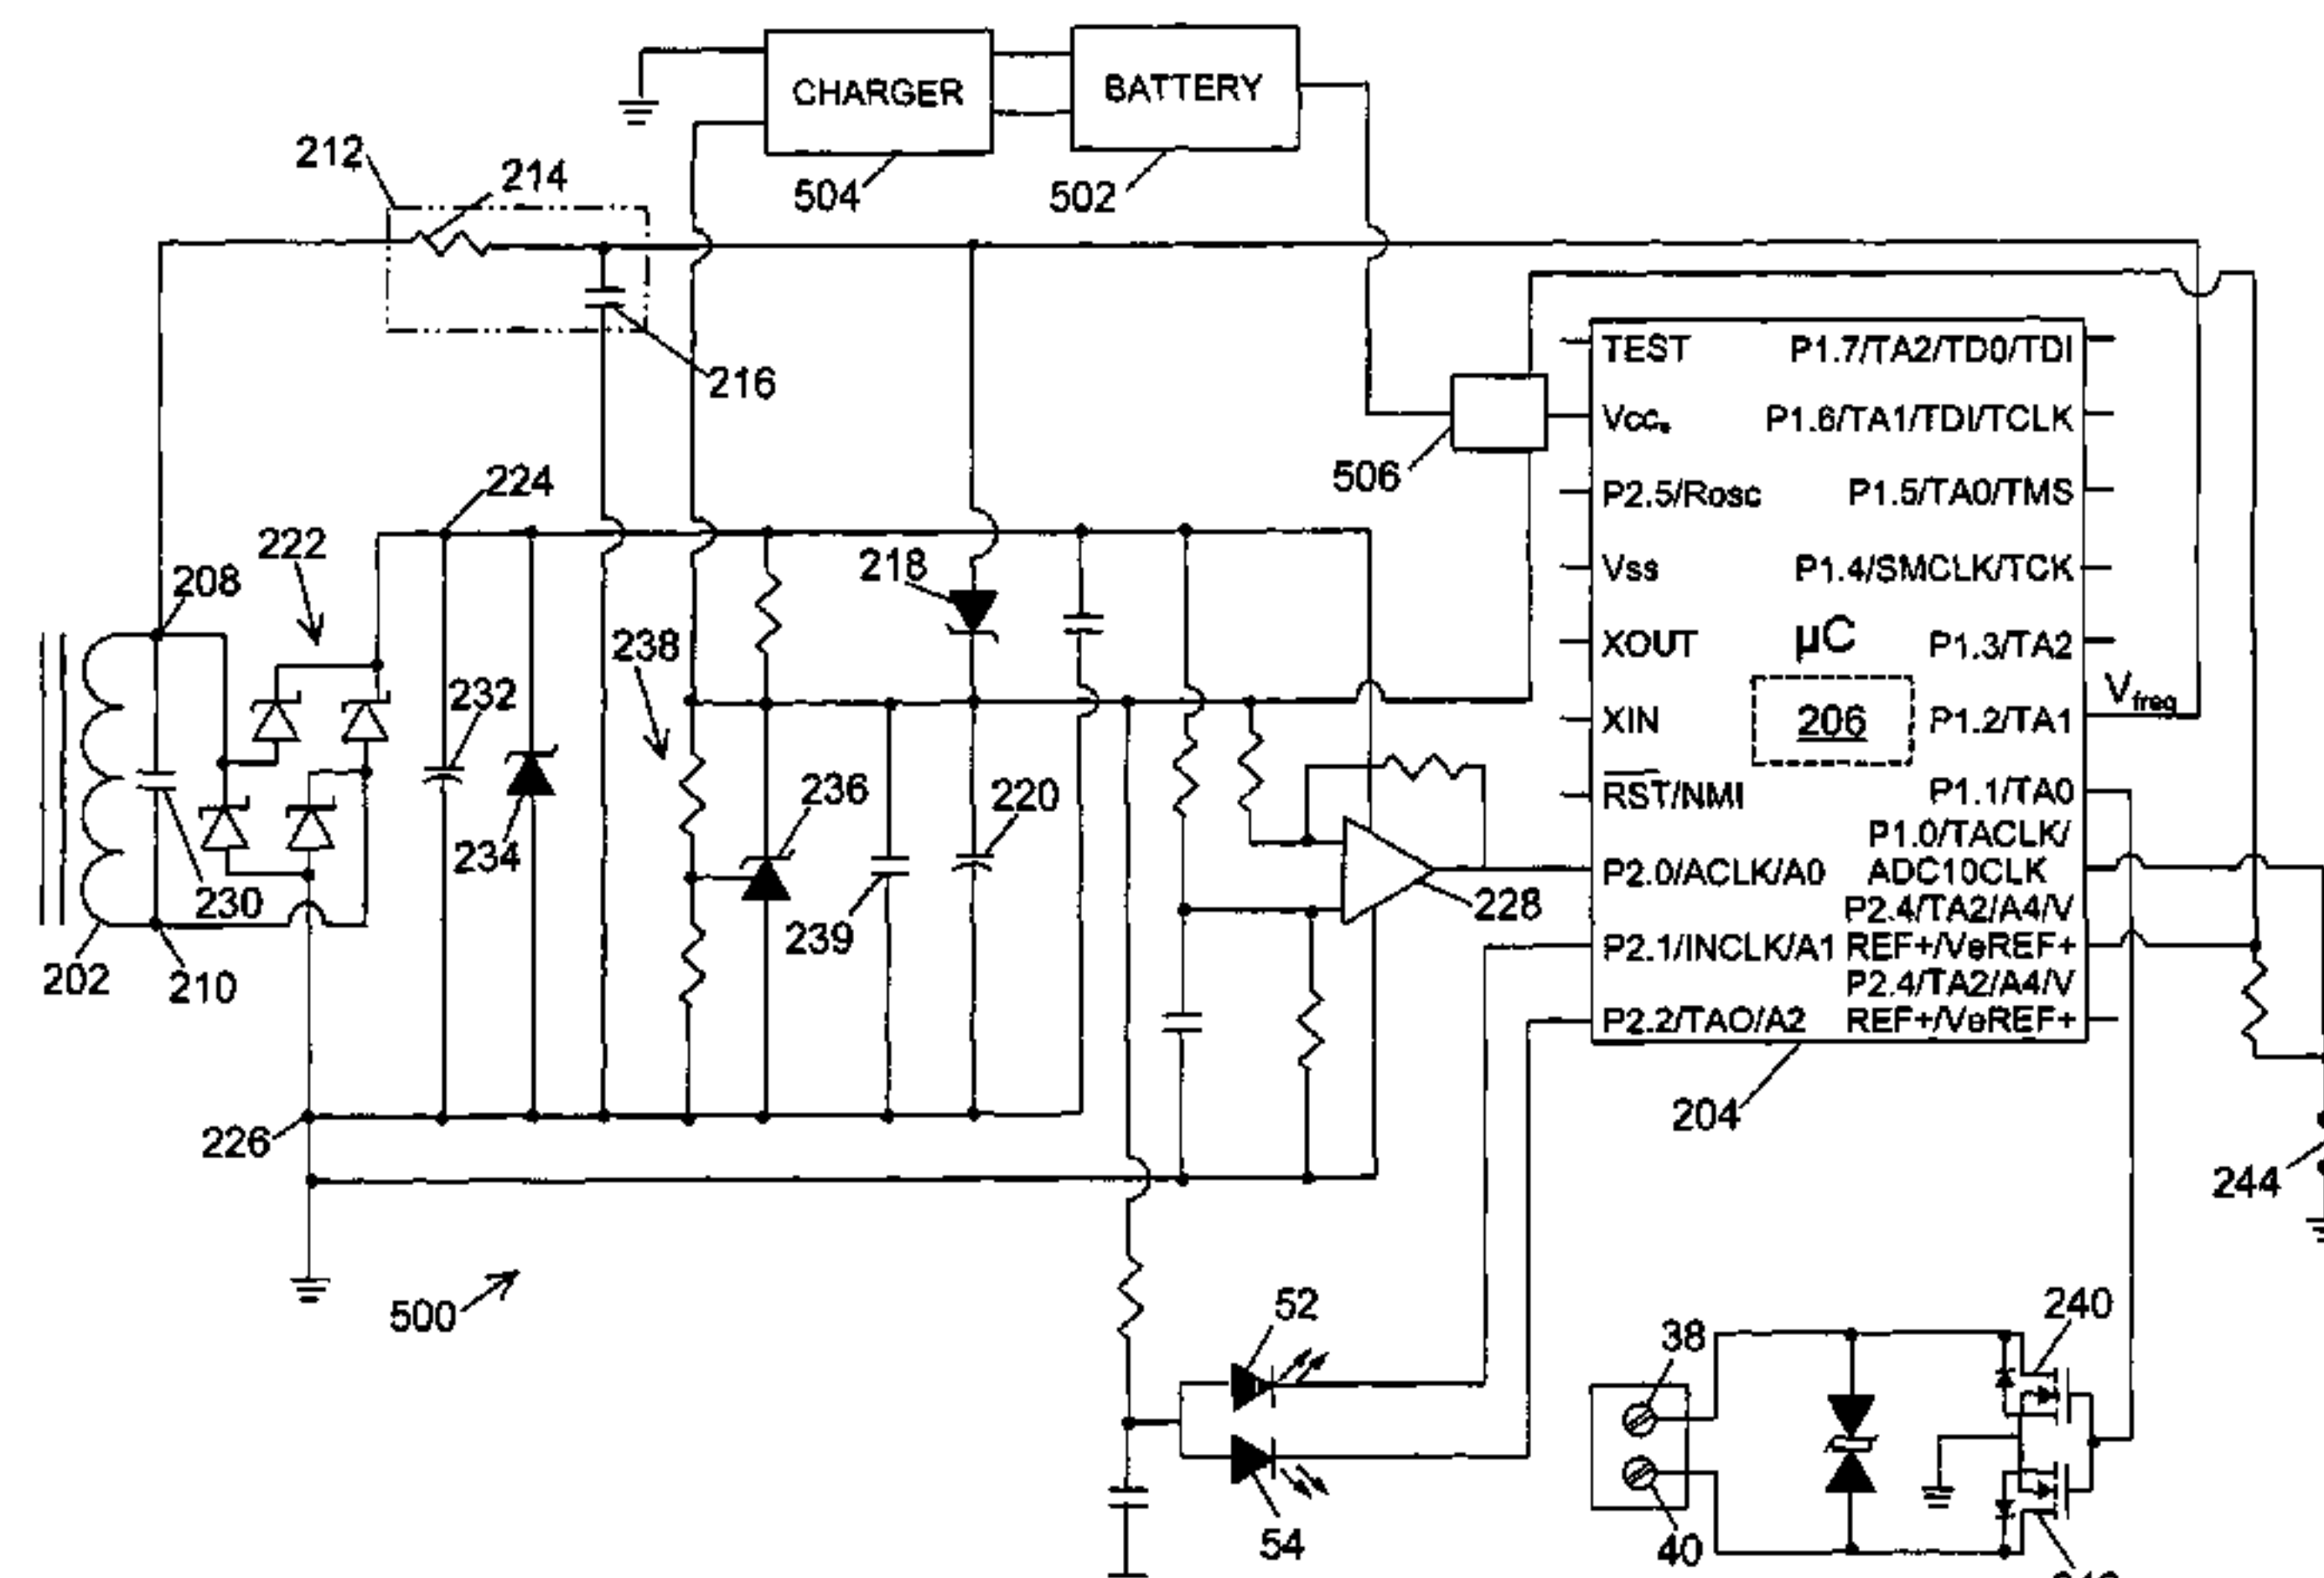 CHARGER
BATTERY
212
214
504
502
216
TEST
P1.7/TA2/TD0/TDI
Vcc
P1.6/TA1/TDI/TCLK
506
224
P2.5/Rosc
P1.5/TA0/TMS
222
208
218
Vss
P1.4/SMCLK/TCK
238
XOUT
µC
P1.3/TA2
232
Vfreq
XIN
206
P1.2/TA1
236
220
RST/NMI
P1.1/TA0
P1.0/TACLK/
234
P2.0/ACLK/A0
ADC10CLK
230
228
P2.4/TA2/A4/V
239
P2.1/INCLK/A1
REF+/VeREF+
202
210
P2.4/TA2/A4/V
P2.2/TAO/A2
REF+/VeREF+
204
226
244
500
52
240
38
54
40